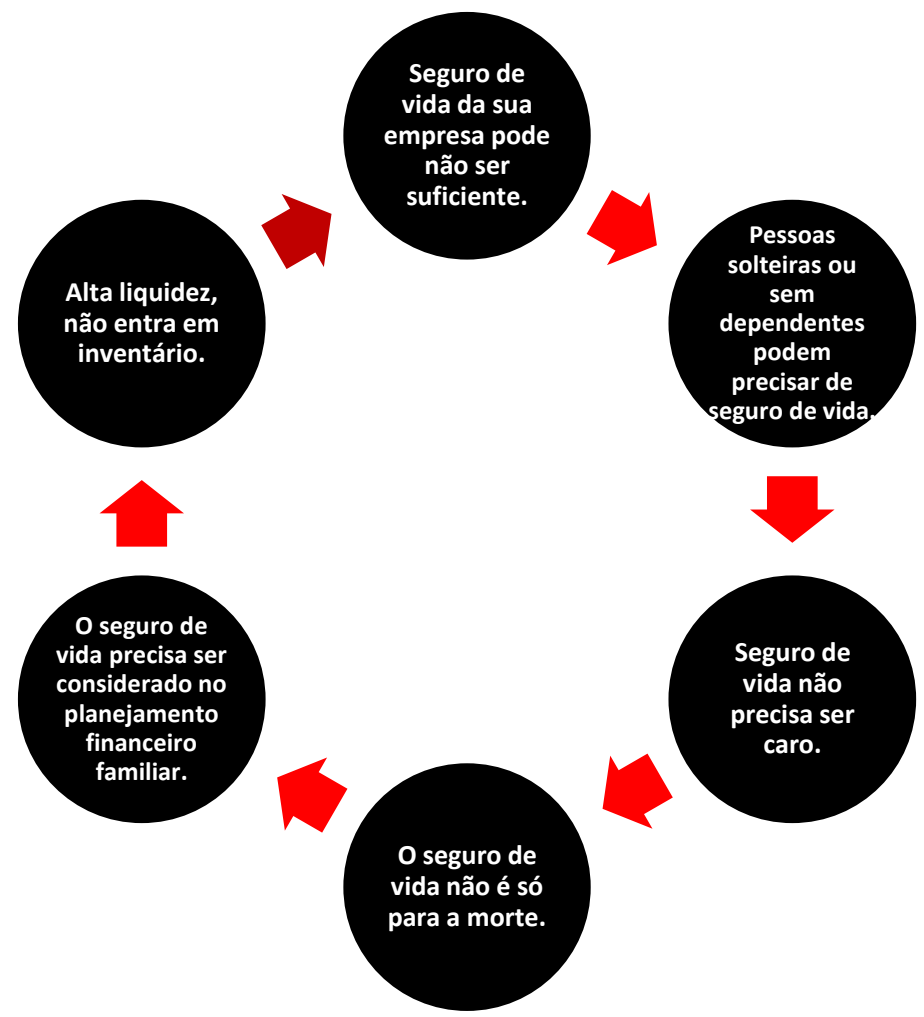 Seguro de
vida da sua
empresa pode
não ser
suficiente.
Pessoas
solteiras ou
sem
dependentes
podem
precisar de
seguro de vida.
Seguro de
vida não
precisa ser
caro.
O seguro de
vida não é só
para a morte.
O seguro de
vida precisa ser
considerado no
planejamento
financeiro
familiar.
Alta liquidez,
não entra em
inventário.